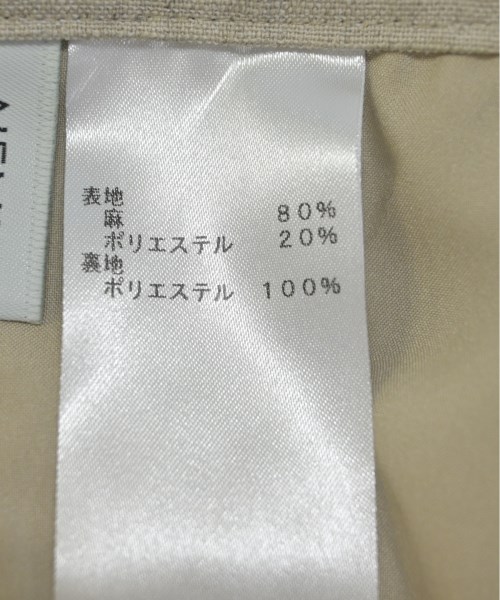 表地
麻 80%
ポリエステル 20%
裏地
ポリエステル 100%